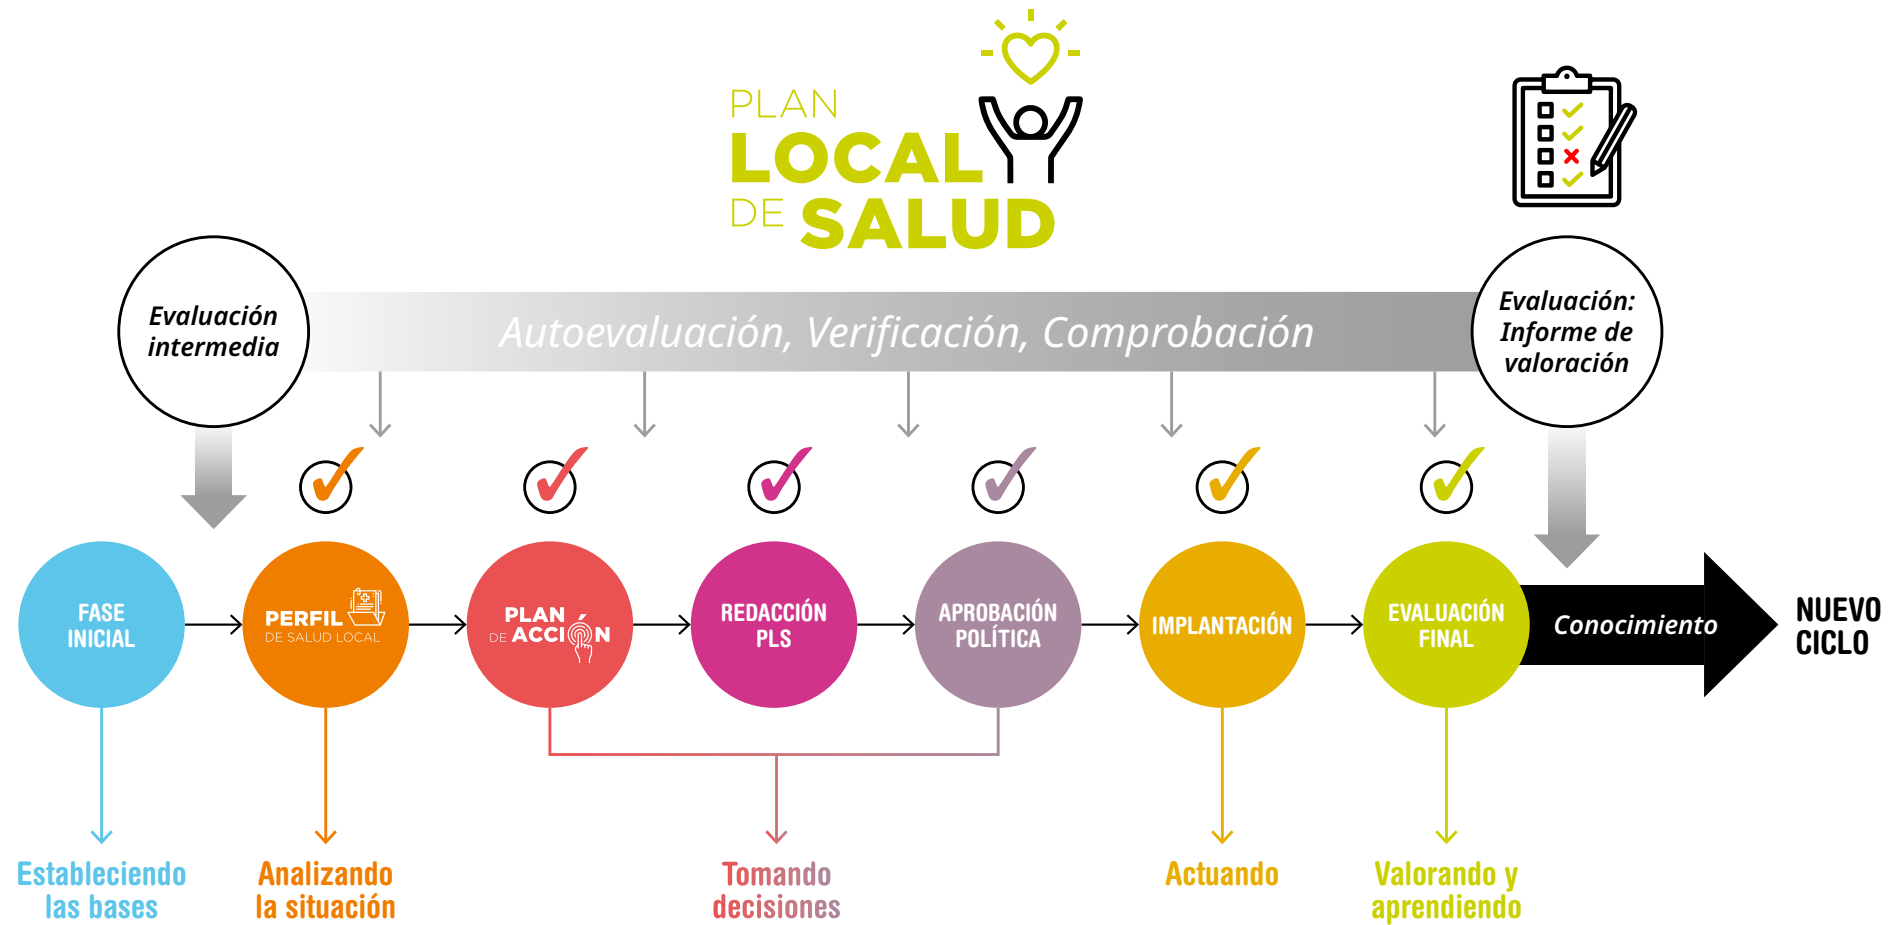 PLAN
LOCAL
DE SALUD
Evaluación
intermedia
Autoevaluación, Verificación, Comprobación
Evaluación:
Informe de
valoración
FASE
INICIAL
PERFIL
DE SALUD LOCAL
PLAN
DE ACCIÓN
REDACCIÓN
PLS
APROBACIÓN
POLÍTICA
IMPLANTACIÓN
EVALUACIÓN
FINAL
Conocimiento
NUEVO
CICLO
Estableciendo
las bases
Analizando
la situación
Tomando
decisiones
Actuando
Valorando y
aprendiendo